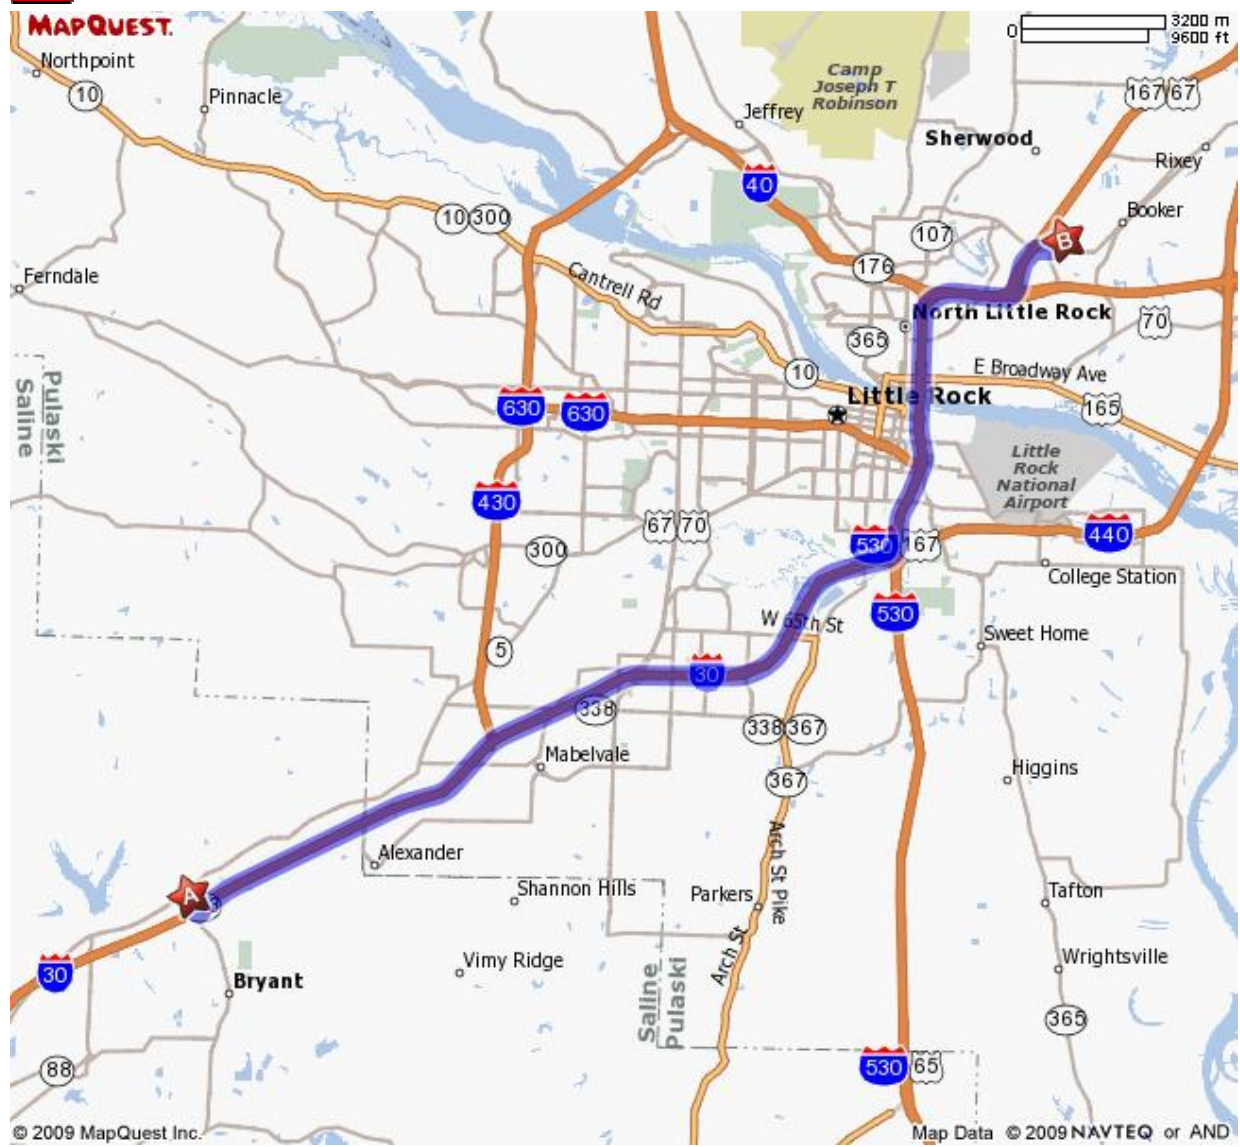 MAPQUEST.
3200 m
0
9600 ft
Northpoint
10
Pinnacle
Camp
Joseph T
Robinson
Jeffrey
167
67
Sherwood
Rixey
40
10
300
107
Booker
B
176
Ferndale
Cantrell Rd
North Little Rock
365
70
Pulaski
Saline
10
E Broadway Ave
Little Rock
630
630
165
Little
Rock
National
Airport
430
67
70
300
530
167
440
College Station
530
W 65th St
Sweet Home
5
30
338
338
367
Mabelvale
367
Higgins
Arch St Pike
Alexander
A
Shannon Hills
Parkers
Tafton
Arch St
Vimy Ridge
Wrightsville
30
Bryant
Saline
Pulaski
365
88
530
65
© 2009 MapQuest Inc.
Map Data © 2009 NAVTEQ or AND